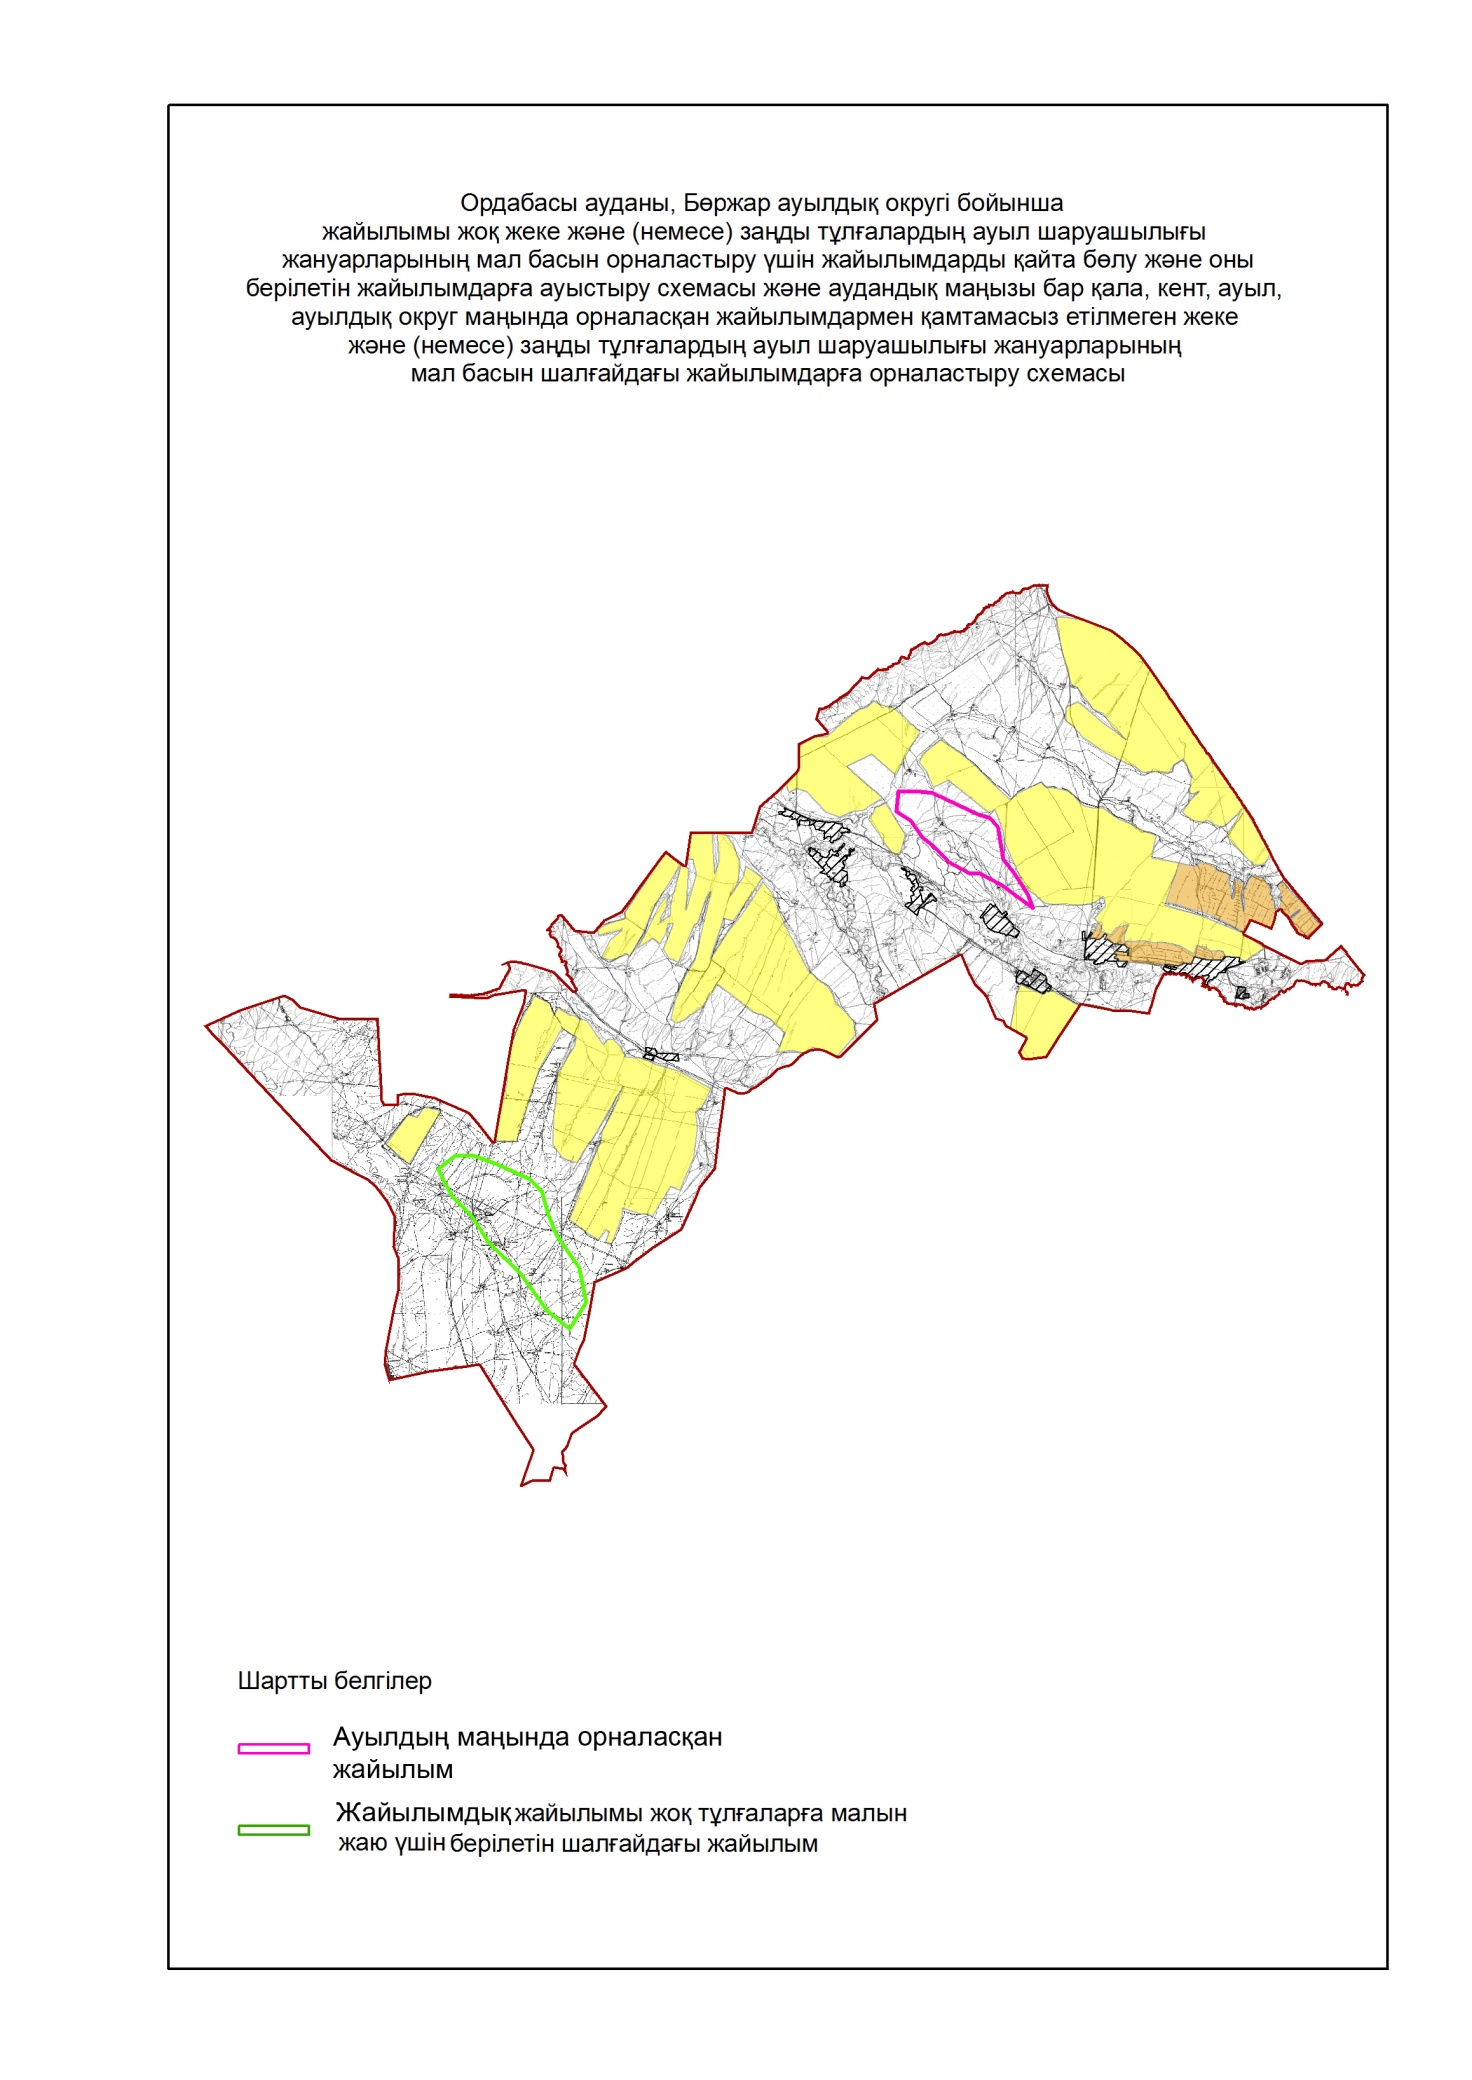 Ордабасы ауданы, Бөржар ауылдық округі бойынша
жайылымы жоқ жеке және (немесе) заңды тұлғалардың ауыл шаруашылығы
жануарларының мал басын орналастыру үшін жайылымдарды қайта бөлу және оны
берілетін жайылымдарға ауыстыру схемасы және аудандық маңызы бар қала, кент, ауыл,
ауылдық округ маңында орналасқан жайылымдармен қамтамасыз етілмеген жеке
және (немесе) заңды тұлғалардың ауыл шаруашылығы жануарларының
мал басын шалғайдағы жайылымдарға орналастыру схемасы
Шартты белгілер
Ауылдың маңында орналасқан
жайылым
Жайылымдық жайылымы жоқ тұлғаларға малын
жаю үшін берілетін шалғайдағы жайылым